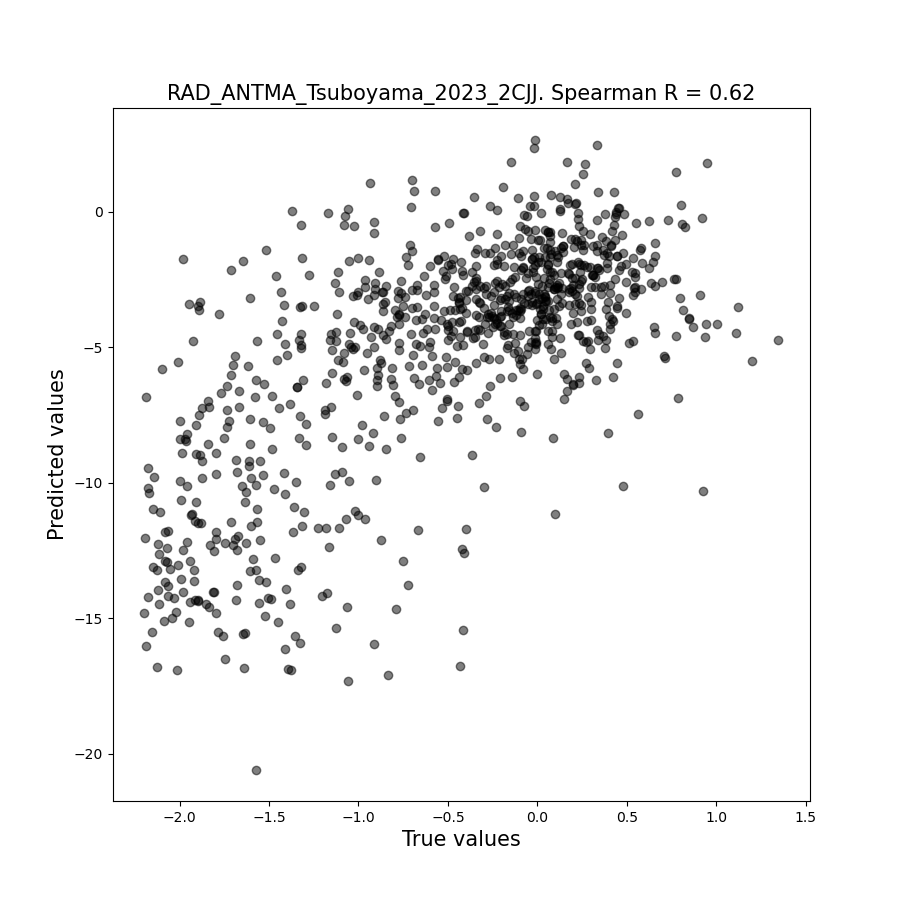 RAD_ANTMA_Tsuboyama_2023_2CJJ. Spearman R = 0.62
0
−5
−10
−15
−20
Predicted values
−2.0 −1.5 −1.0 −0.5 0.0 0.5 1.0 1.5
True values